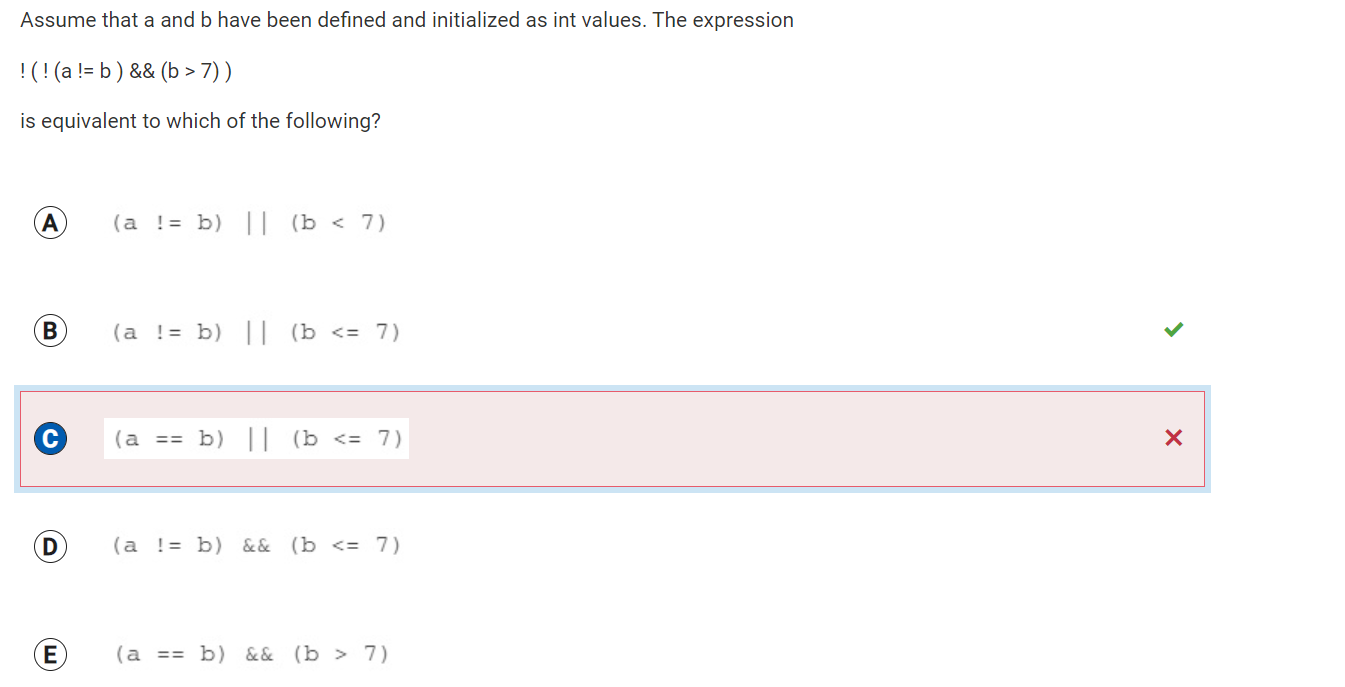 Assume that a and b have been defined and initialized as int values. The expression
! ( ! (a != b ) && (b > 7) )
is equivalent to which of the following?
A (a != b) || (b < 7)
B (a != b) || (b <= 7)
C (a == b) || (b <= 7)
D (a != b) && (b <= 7)
E (a == b) && (b > 7)